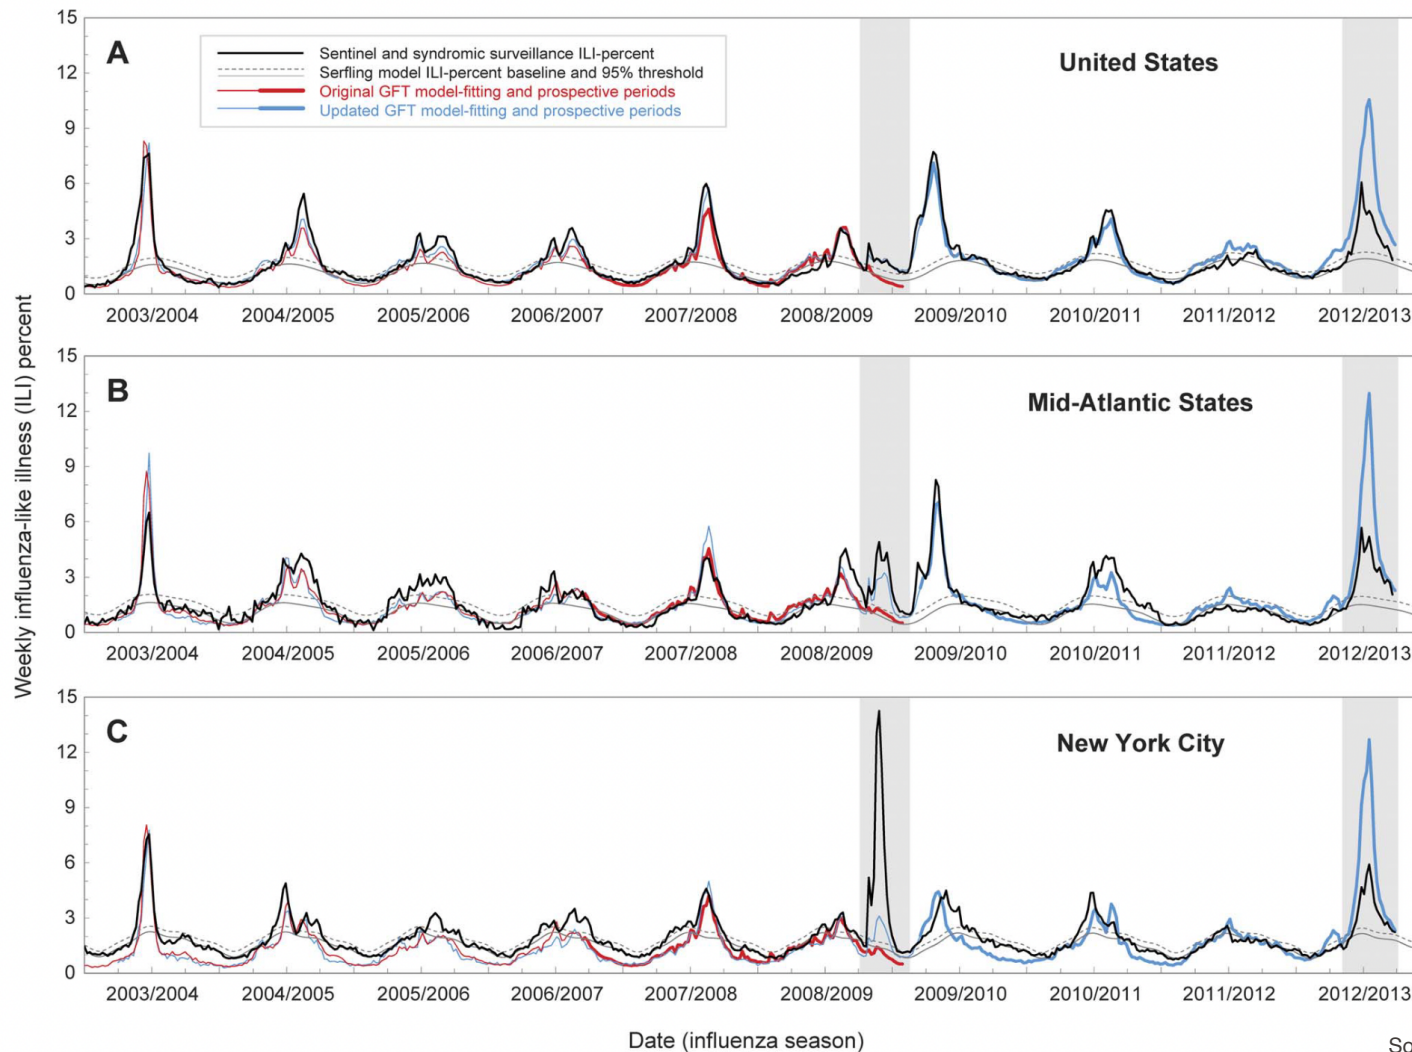 15
A
Sentinel and syndromic surveillance ILI-percent
Serfling model ILI-percent baseline and 95% threshold
Original GFT model-fitting and prospective periods
Updated GFT model-fitting and prospective periods
United States
12
9
6
3
0
2003/2004 2004/2005 2005/2006 2006/2007 2007/2008 2008/2009 2009/2010 2010/2011 2011/2012 2012/2013
Weekly influenza-like illness (ILI) percent
15
B
Mid-Atlantic States
12
9
6
3
0
2003/2004 2004/2005 2005/2006 2006/2007 2007/2008 2008/2009 2009/2010 2010/2011 2011/2012 2012/2013
15
C
New York City
12
9
6
3
0
2003/2004 2004/2005 2005/2006 2006/2007 2007/2008 2008/2009 2009/2010 2010/2011 2011/2012 2012/2013
Date (influenza season)
So